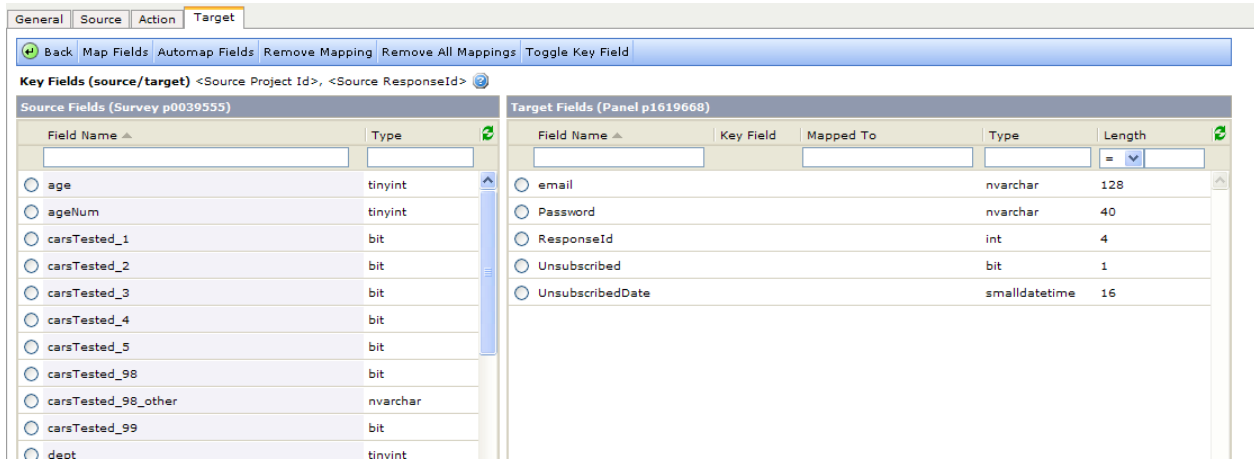 General Source Action Target
Back Map Fields Automap Fields Remove Mapping Remove All Mappings Toggle Key Field
Key Fields (source/target) <Source Project Id>, <Source ResponseId> ?
Source Fields (Survey p0039555) Target Fields (Panel p1619668)
Field Name Type Field Name Key Field Mapped To Type Length
=
age tinyint email nvarchar 128
ageNum tinyint Password nvarchar 40
carsTested_1 bit ResponseId int 4
carsTested_2 bit Unsubscribed bit 1
carsTested_3 bit UnsubscribedDate smalldatetime 16
carsTested_4 bit
carsTested_5 bit
carsTested_98 bit
carsTested_98_other nvarchar
carsTested_99 bit
dept tinyint